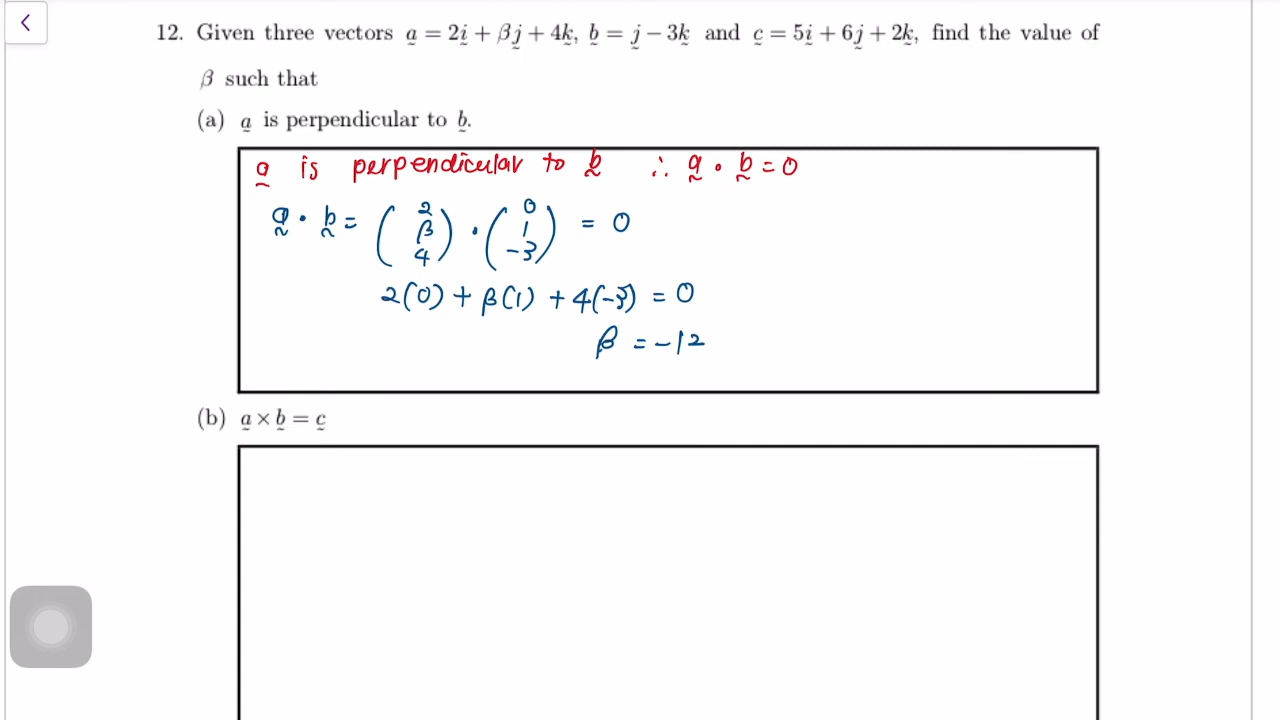 12. Given three vectors a = 2i + βj + 4k, b = j − 3k and c = 5i + 6j + 2k, find the value of
β such that
(a) a is perpendicular to b.
a is perpendicular to b ∴ a · b = 0
a · b = (2 β 4) · (0 1 -3) = 0
2(0) + β(1) + 4(-3) = 0
β = -12
(b) a × b = c